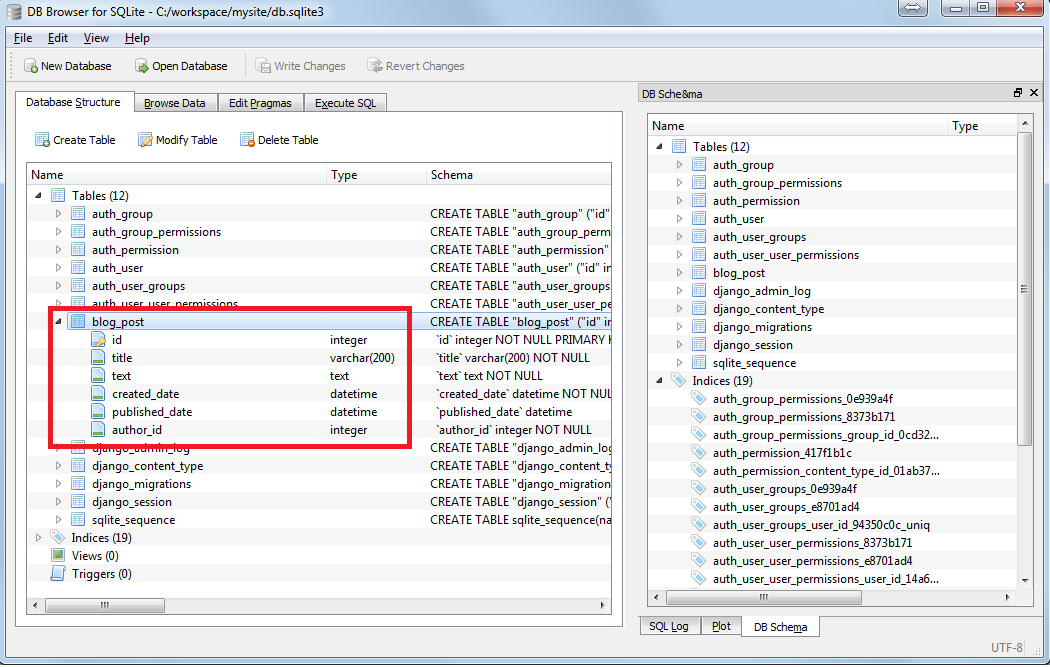 DB Browser for SQLite - C:/workspace/mysite/db.sqlite3
File Edit View Help
New Database Open Database Write Changes Revert Changes
Database Structure Browse Data Edit Pragmas Execute SQL
Create Table Modify Table Delete Table
Name Type Schema
Tables (12)
auth_group CREATE TABLE "auth_group" ("id"
auth_group_permissions CREATE TABLE "auth_group_perm
auth_permission CREATE TABLE "auth_permission"
auth_user CREATE TABLE "auth_user" ("id" in
auth_user_groups CREATE TABLE "auth_user_groups
auth_user_user_permissions CREATE TABLE "auth_user_user_pe
blog_post CREATE TABLE "blog_post" ("id" in
id integer `id` integer NOT NULL PRIMARY K
title varchar(200) `title` varchar(200) NOT NULL
text text `text` text NOT NULL
created_date datetime `created_date` datetime NOT NUL
published_date datetime `published_date` datetime
author_id integer `author_id` integer NOT NULL
django_admin_log CREATE TABLE "django_admin_log
django_content_type CREATE TABLE "django_content_ty
django_migrations CREATE TABLE "django_migration
django_session CREATE TABLE "django_session" ("
sqlite_sequence CREATE TABLE sqlite_sequence(na
Indices (19)
Views (0)
Triggers (0)
DB Sche&ma
Name Type
Tables (12)
auth_group
auth_group_permissions
auth_permission
auth_user
auth_user_groups
auth_user_user_permissions
blog_post
django_admin_log
django_content_type
django_migrations
django_session
sqlite_sequence
Indices (19)
auth_group_permissions_0e939a4f
auth_group_permissions_8373b171
auth_group_permissions_group_id_0cd32...
auth_permission_417f1b1c
auth_permission_content_type_id_01ab37...
auth_user_groups_0e939a4f
auth_user_groups_e8701ad4
auth_user_groups_user_id_94350c0c_uniq
auth_user_user_permissions_8373b171
auth_user_user_permissions_e8701ad4
auth_user_user_permissions_user_id_14a6...
SQL Log Plot DB Schema
UTF-8